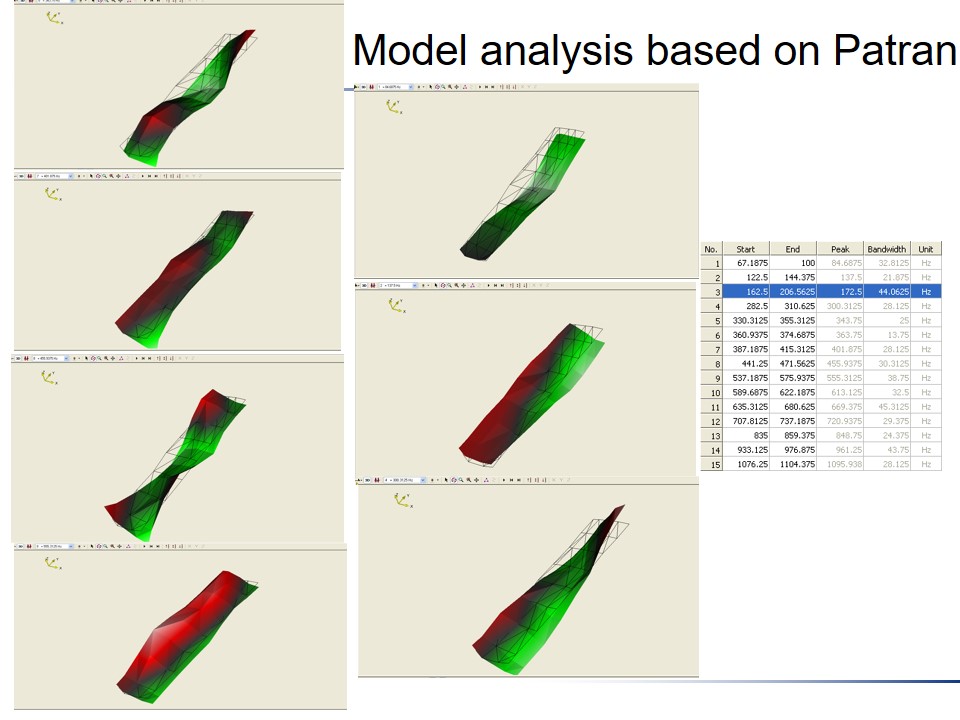 Model analysis based on Patran
No. Start End Peak Bandwidth Unit
1 67.1875 100 84.6875 32.8125 Hz
2 122.5 144.375 137.5 21.875 Hz
3 162.5 206.5625 172.5 44.0625 Hz
4 282.5 310.625 300.3125 28.125 Hz
5 330.3125 355.3125 343.75 25 Hz
6 360.9375 374.6875 363.75 13.75 Hz
7 387.1875 415.3125 401.875 28.125 Hz
8 441.25 471.5625 455.9375 30.3125 Hz
9 537.1875 575.9375 555.3125 38.75 Hz
10 589.6875 622.1875 613.125 32.5 Hz
11 635.3125 680.625 669.375 45.3125 Hz
12 707.8125 737.1875 720.9375 29.375 Hz
13 835 859.375 848.75 24.375 Hz
14 933.125 976.875 961.25 43.75 Hz
15 1076.25 1104.375 1095.938 28.125 Hz